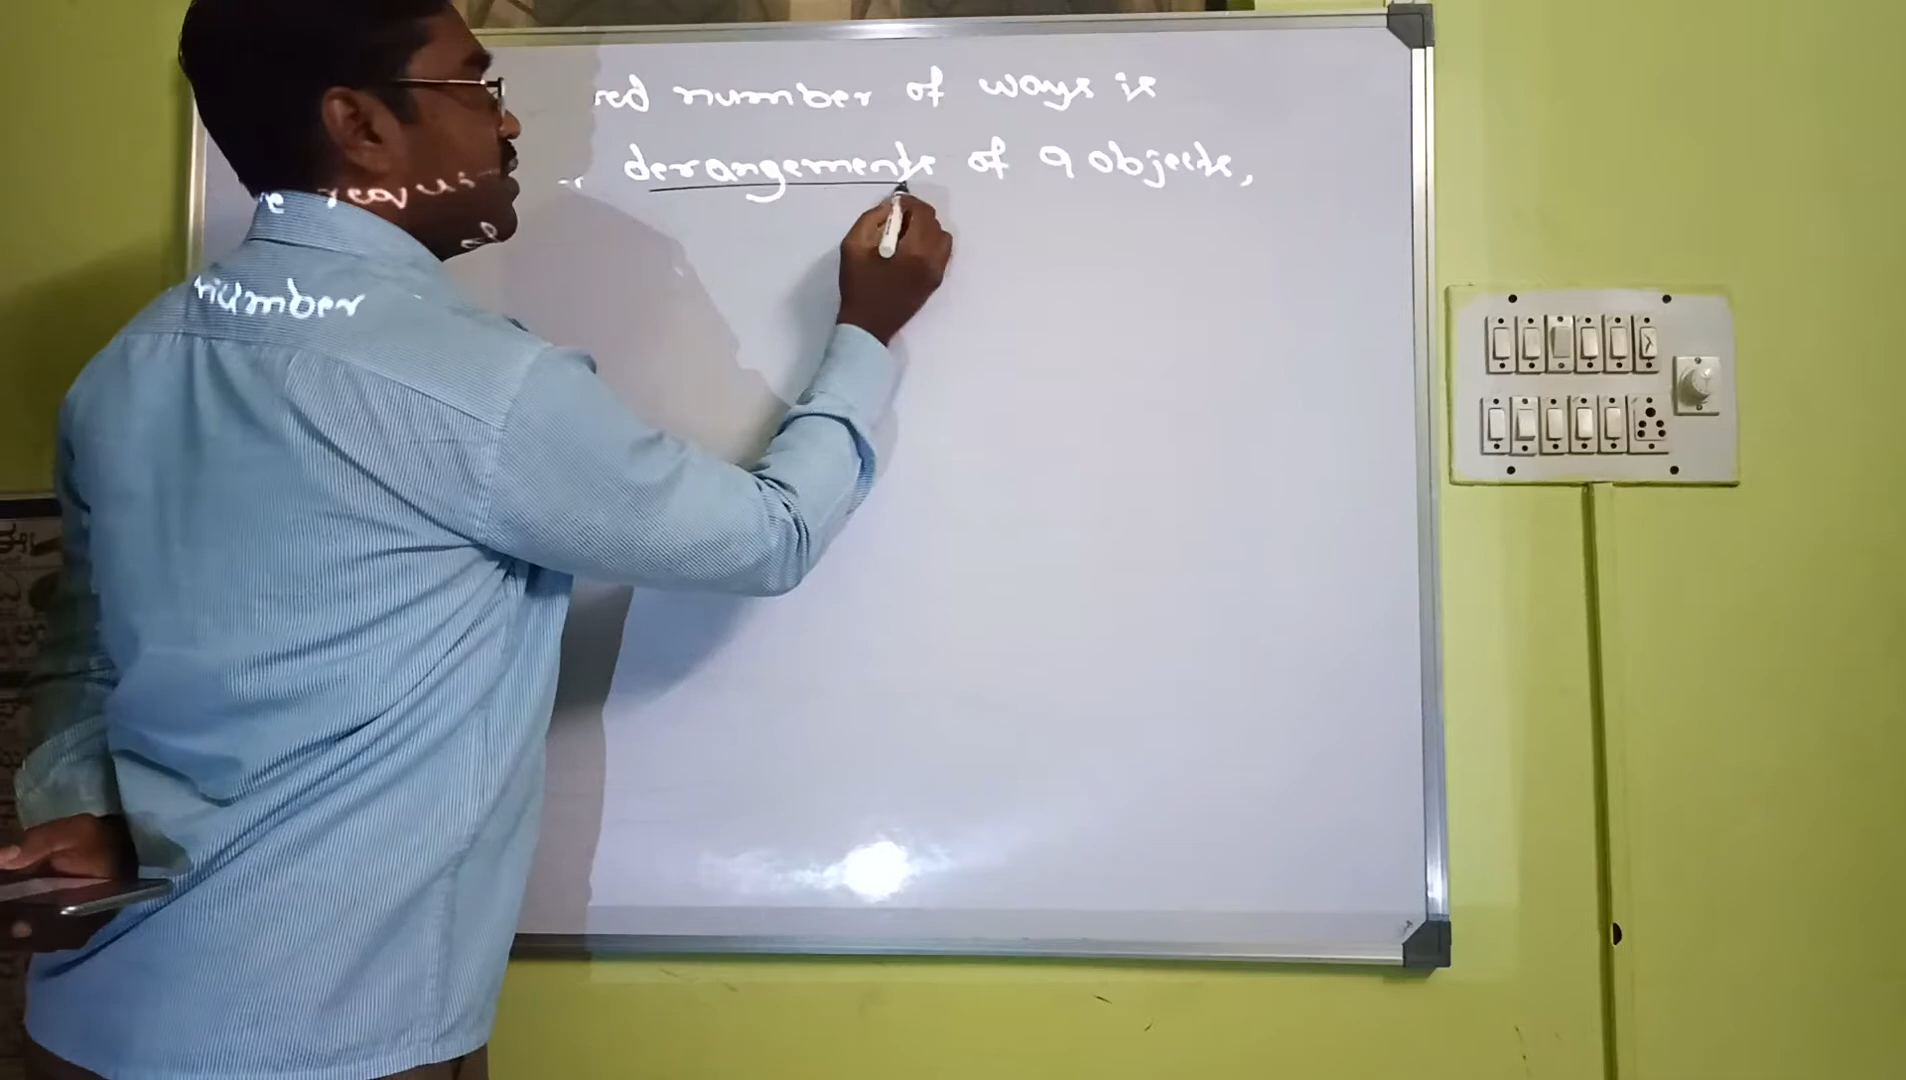 red number of ways is
derangements of 9 objects,
number